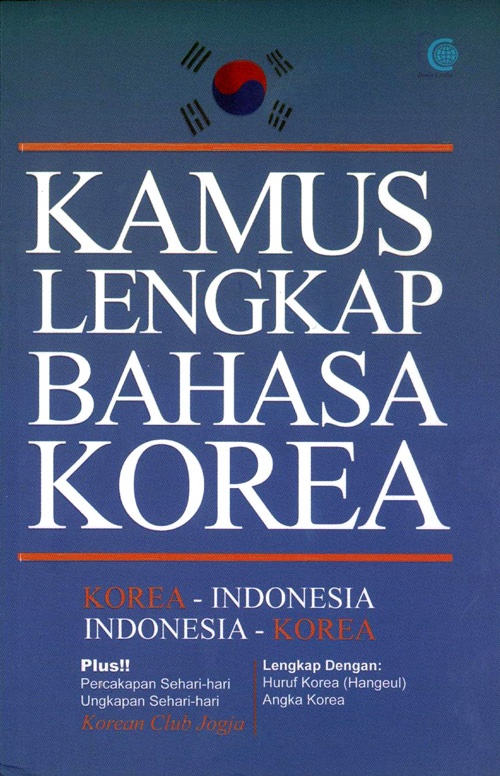 KAMUS
LENGKAP
BAHASA
KOREA
KOREA - INDONESIA
INDONESIA - KOREA
Plus!!
Percakapan Sehari-hari
Ungkapan Sehari-hari
Korean Club Jogja
Lengkap Dengan:
Huruf Korea (Hangeul)
Angka Korea